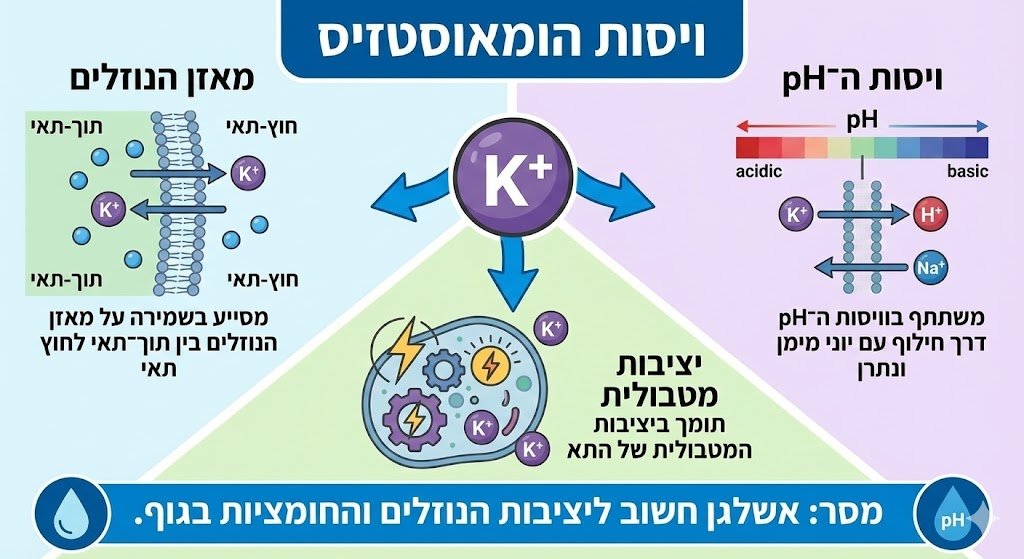 ויסות הומאוסטזיס
מאזן הנוזלים
תוך-תאי
חוץ-תאי
K⁺
K⁺
תוך-תאי
חוץ-תאי
מסייע בשמירה על מאזן
הנוזלים בין תוך־תאי לחוץ
תאי
K⁺
ויסות ה־pH
pH
acidic
basic
K⁺
H⁺
Na⁺
משתתף בוויסות ה־pH
דרך חילוף עם יוני מימן
ונתרן
K⁺
K⁺
K⁺
יציבות
מטבולית
תומך ביציבות
המטבולית של התא
מסר: אשלגן חשוב ליציבות הנוזלים והחומציות בגוף.
pH